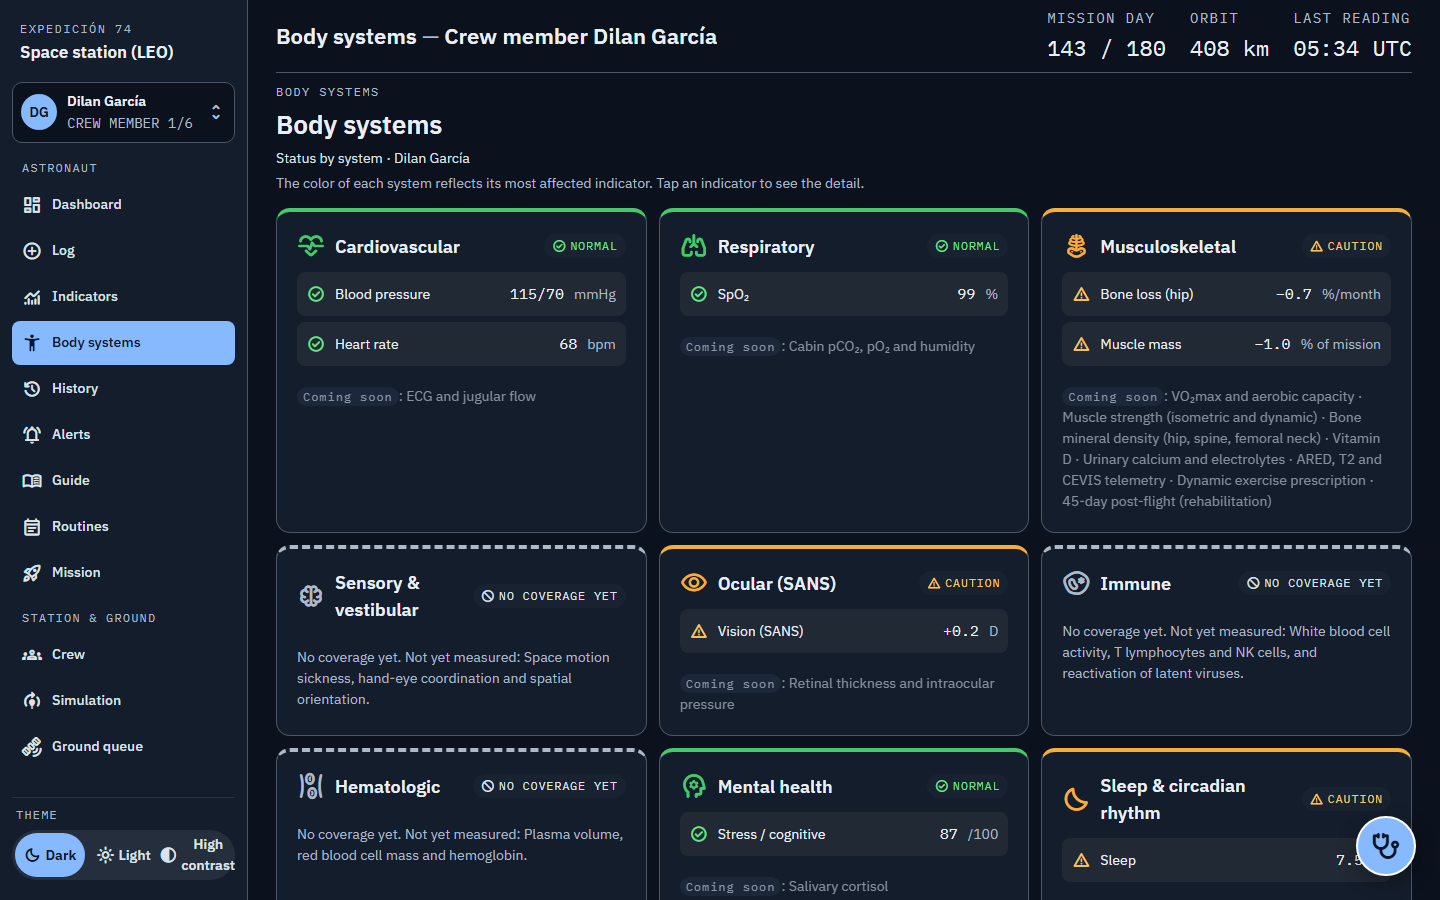 EXPEDICIÓN 74
Space station (LEO)
DG
Dilan García
CREW MEMBER 1/6
ASTRONAUT
Dashboard
Log
Indicators
Body systems
History
Alerts
Guide
Routines
Mission
STATION & GROUND
Crew
Simulation
Ground queue
THEME
Dark
Light
High contrast
Body systems — Crew member Dilan García
MISSION DAY
143 / 180
ORBIT
408 km
LAST READING
05:34 UTC
BODY SYSTEMS
Body systems
Status by system · Dilan García
The color of each system reflects its most affected indicator. Tap an indicator to see the detail.
Cardiovascular
NORMAL
Blood pressure 115/70 mmHg
Heart rate 68 bpm
Coming soon : ECG and jugular flow
Respiratory
NORMAL
SpO₂ 99 %
Coming soon : Cabin pCO₂, pO₂ and humidity
Musculoskeletal
CAUTION
Bone loss (hip) −0.7 %/month
Muscle mass −1.0 % of mission
Coming soon : VO₂max and aerobic capacity ·
Muscle strength (isometric and dynamic) · Bone
mineral density (hip, spine, femoral neck) · Vitamin
D · Urinary calcium and electrolytes · ARED, T2 and
CEVIS telemetry · Dynamic exercise prescription ·
45-day post-flight (rehabilitation)
Sensory &
vestibular
NO COVERAGE YET
No coverage yet. Not yet measured: Space motion
sickness, hand-eye coordination and spatial
orientation.
Ocular (SANS)
CAUTION
Vision (SANS) +0.2 D
Coming soon : Retinal thickness and intraocular
pressure
Immune
NO COVERAGE YET
No coverage yet. Not yet measured: White blood cell
activity, T lymphocytes and NK cells, and
reactivation of latent viruses.
Hematologic
NO COVERAGE YET
No coverage yet. Not yet measured: Plasma volume,
red blood cell mass and hemoglobin.
Mental health
NORMAL
Stress / cognitive 87 /100
Coming soon : Salivary cortisol
Sleep & circadian
rhythm
CAUTION
Sleep